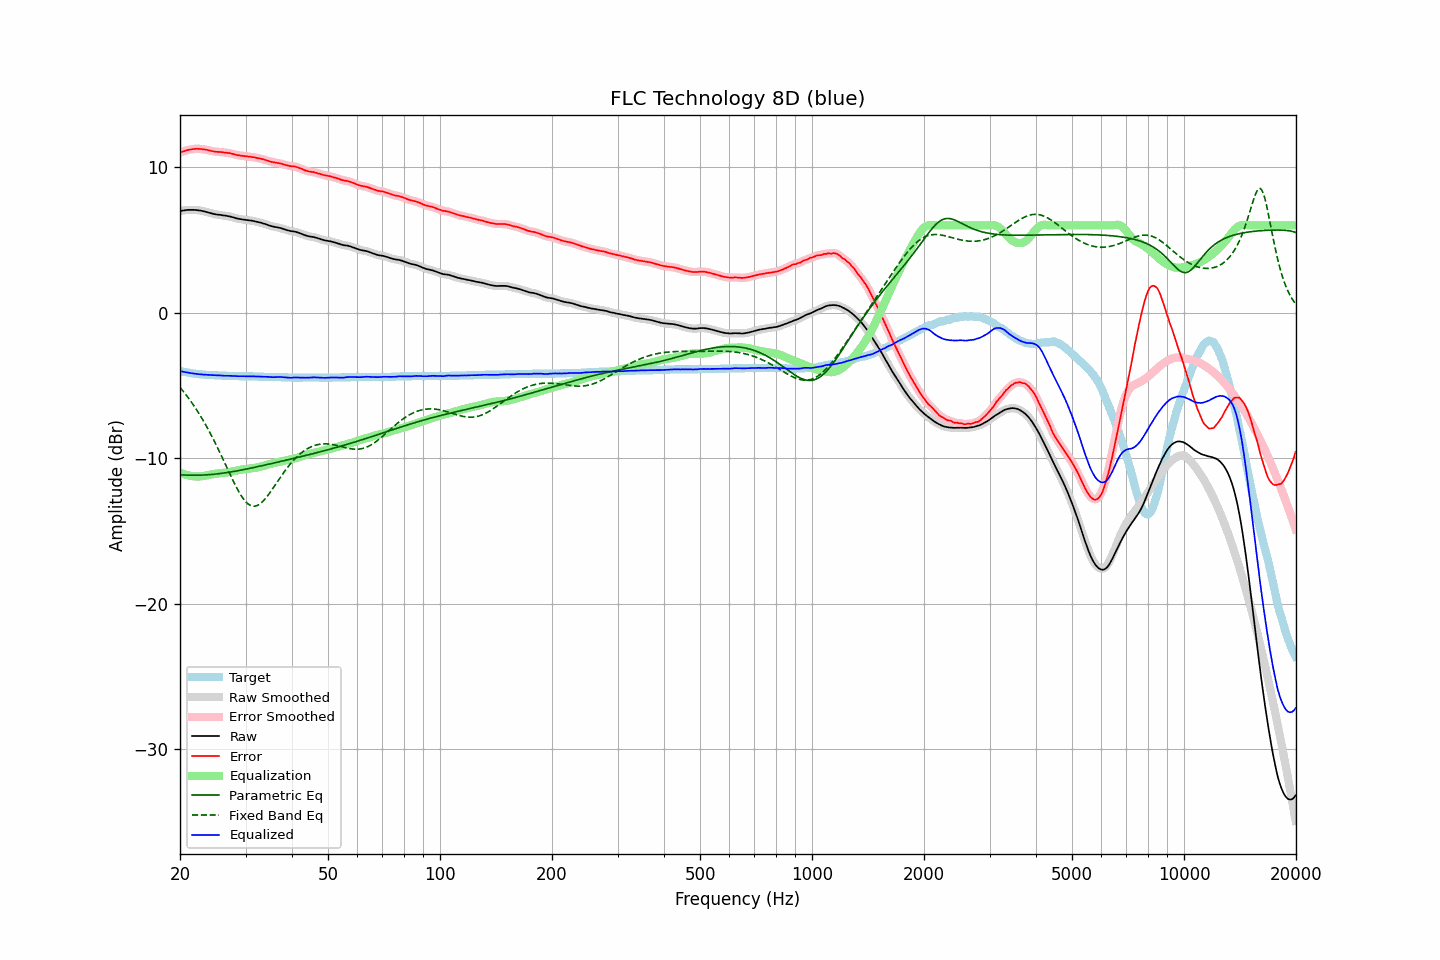 FLC Technology 8D (blue)
Amplitude (dBr)
10
0
−10
−20
−30
Target
Raw Smoothed
Error Smoothed
Raw
Error
Equalization
Parametric Eq
Fixed Band Eq
Equalized
20 50 100 200 500 1000 2000 5000 10000 20000
Frequency (Hz)